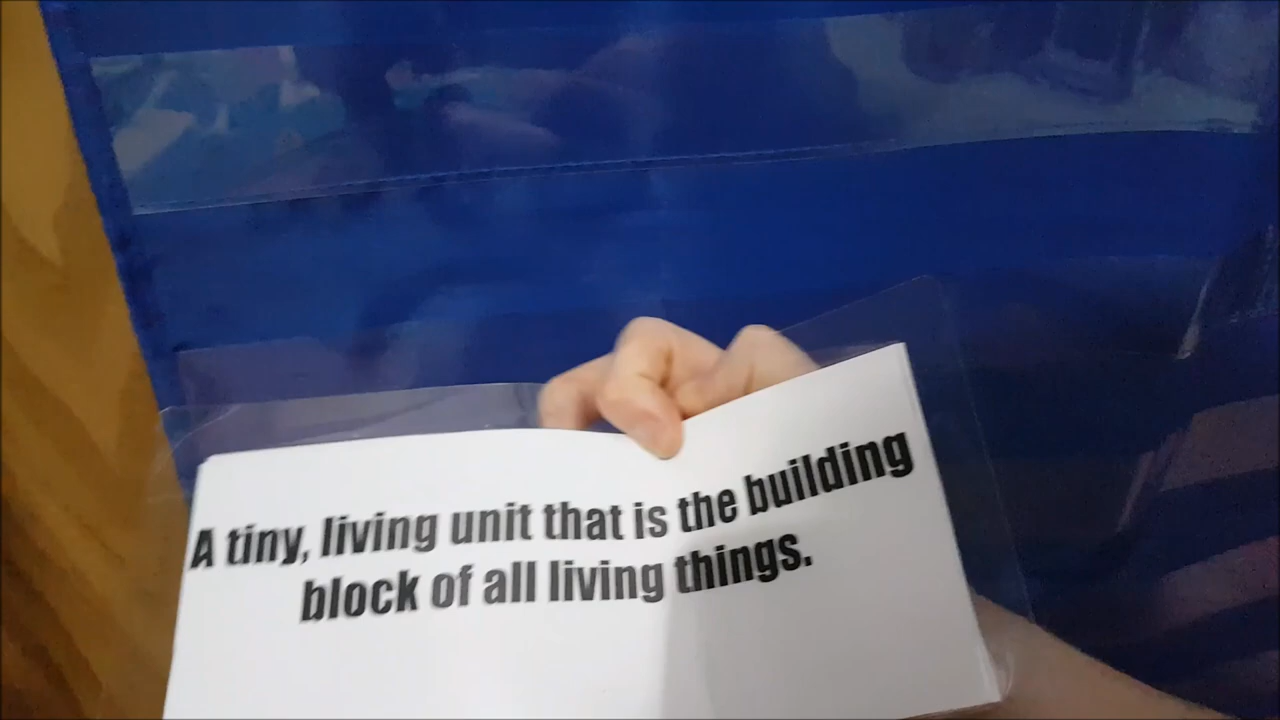 A tiny, living unit that is the building
block of all living things.